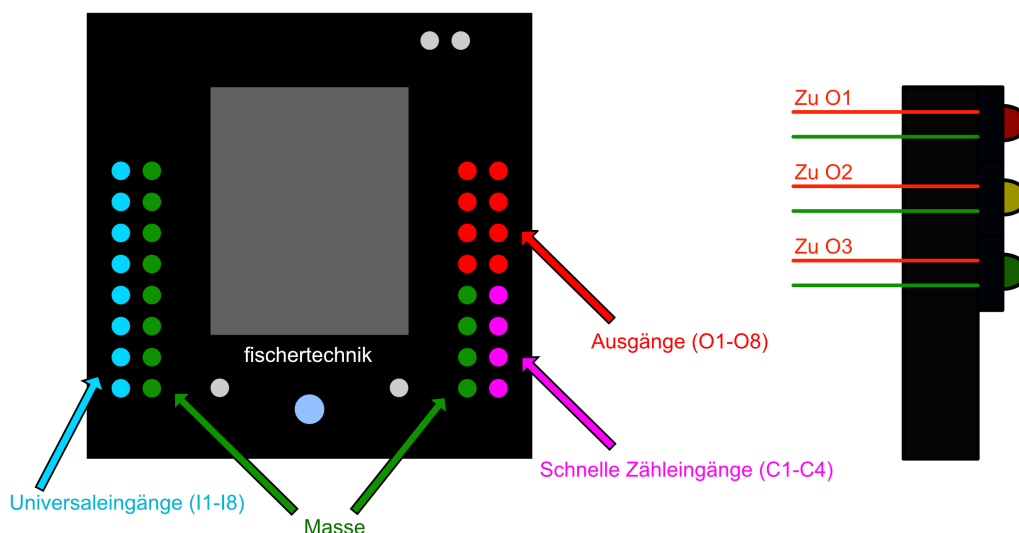 Zu O1
Zu O2
Zu O3
Ausgänge (O1-O8)
fischertechnik
Schnelle Zähleingänge (C1-C4)
Universaleingänge (I1-I8)
Masse